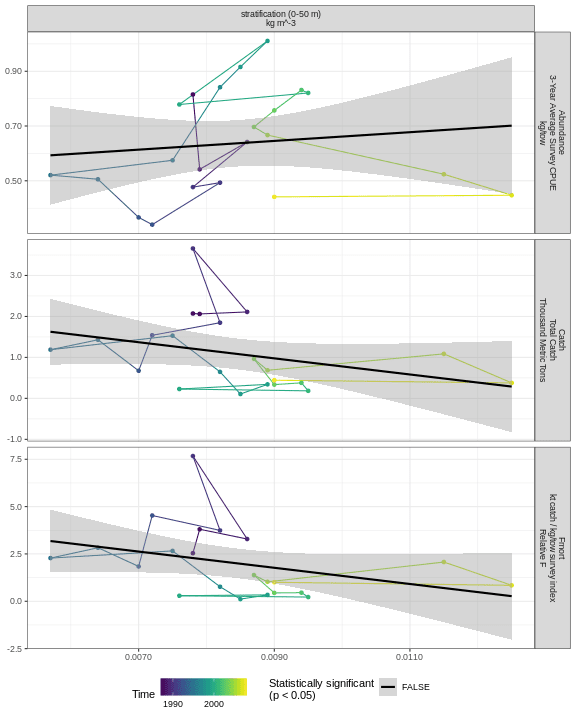 stratification (0-50 m)
kg m^-3
0.90
0.70
0.50
Abundance
3-Year Average Survey CPUE
kg/tow
3.0
2.0
1.0
0.0
-1.0
Catch
Total Catch
Thousand Metric Tons
7.5
5.0
2.5
0.0
-2.5
Fmort
kt catch / kg/tow survey index
Relative F
0.0070 0.0090 0.0110
Time
1990 2000
Statistically significant
(p < 0.05)
FALSE